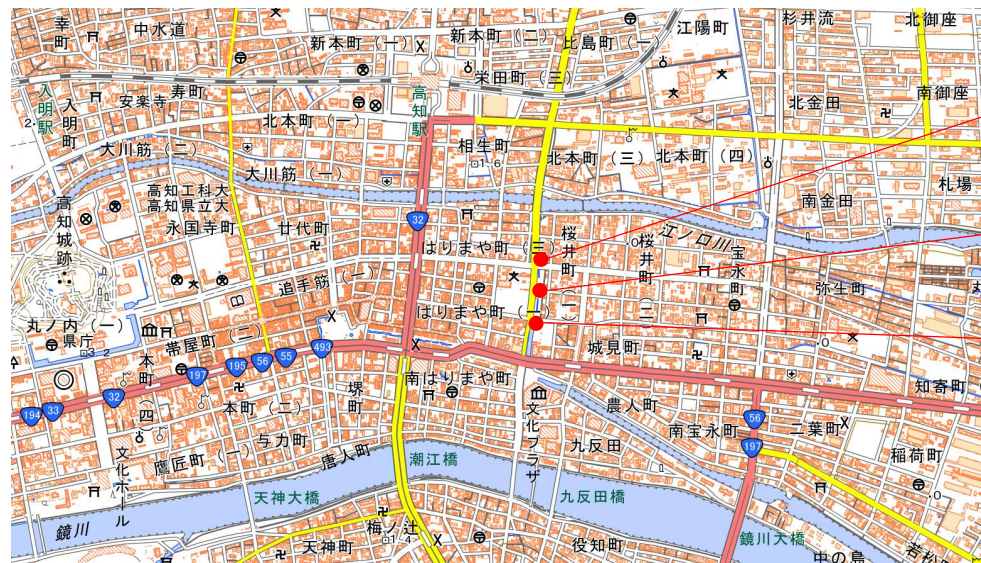 幸町
中水道
新本町(一)
新本町(二)
比島町(一)
江陽町
杉井流
北御座
入明駅
入明町
寿町
安楽寺
高知駅
栄田町(三)
北金田
南御座
北本町(一)
相生町
北本町(三)
北本町(四)
大川筋(二)
大川筋(一)
札場
高知工科大
高知県立大
永国寺町
廿代町
32
はりまや町(三)
桜井町(一)
桜井町(二)
江ノ口川
宝永町
南金田
弥生町
高知城跡
追手筋(一)
はりまや町(一)
丸ノ内(一)
県庁
帯屋町(二)
本町(四)
493
55
56
195
197
32
33
194
城見町
知寄町
南はりまや町
堺町
本町(二)
与力町
鷹匠町(一)
唐人町
文化プラザ
九反田
農人町
南宝永町
56
197
二葉町
稲荷町
文化ホール
潮江橋
天神大橋
九反田橋
鏡川
梅ノ辻
天神町
役知町
鏡川大橋
中の島
若松